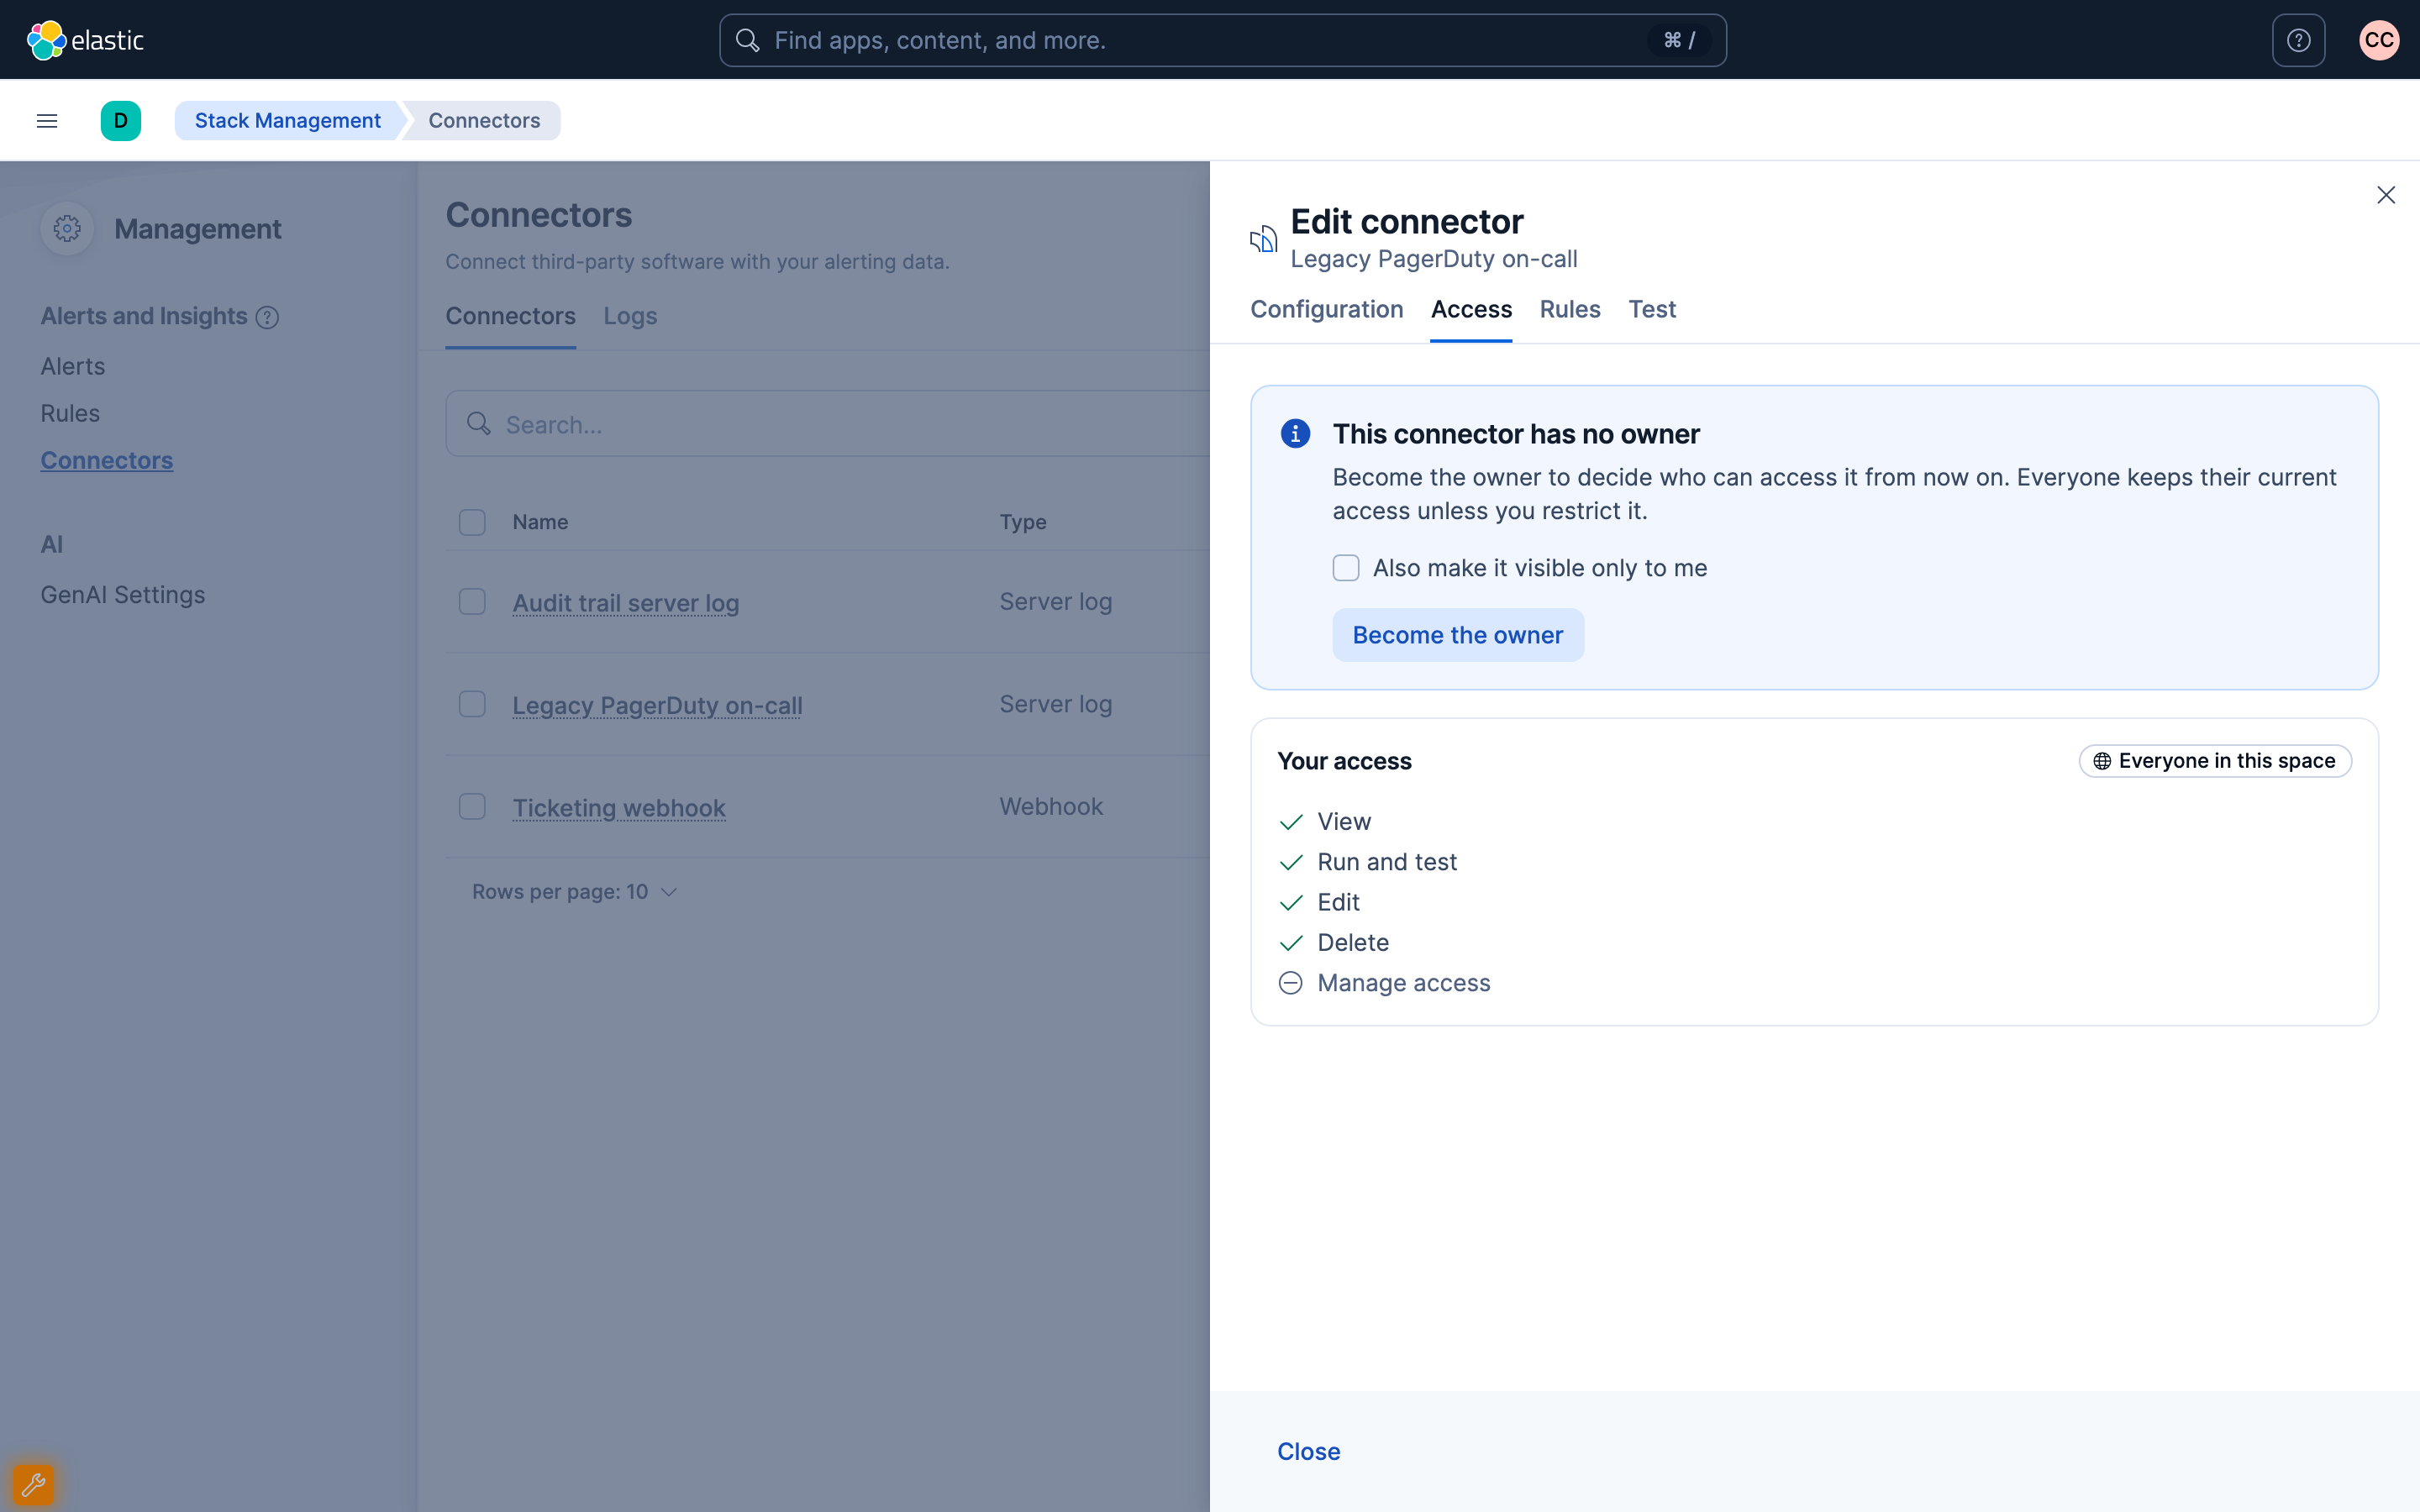 elastic
Find apps, content, and more.
⌘ /
CC
D
Stack Management
Connectors
Management
Alerts and Insights
Alerts
Rules
Connectors
AI
GenAI Settings
Connectors
Connect third-party software with your alerting data.
Connectors
Logs
Search...
Name
Type
Audit trail server log
Server log
Legacy PagerDuty on-call
Server log
Ticketing webhook
Webhook
Rows per page: 10
Edit connector
Legacy PagerDuty on-call
Configuration
Access
Rules
Test
This connector has no owner
Become the owner to decide who can access it from now on. Everyone keeps their current
access unless you restrict it.
Also make it visible only to me
Become the owner
Your access
Everyone in this space
View
Run and test
Edit
Delete
Manage access
Close